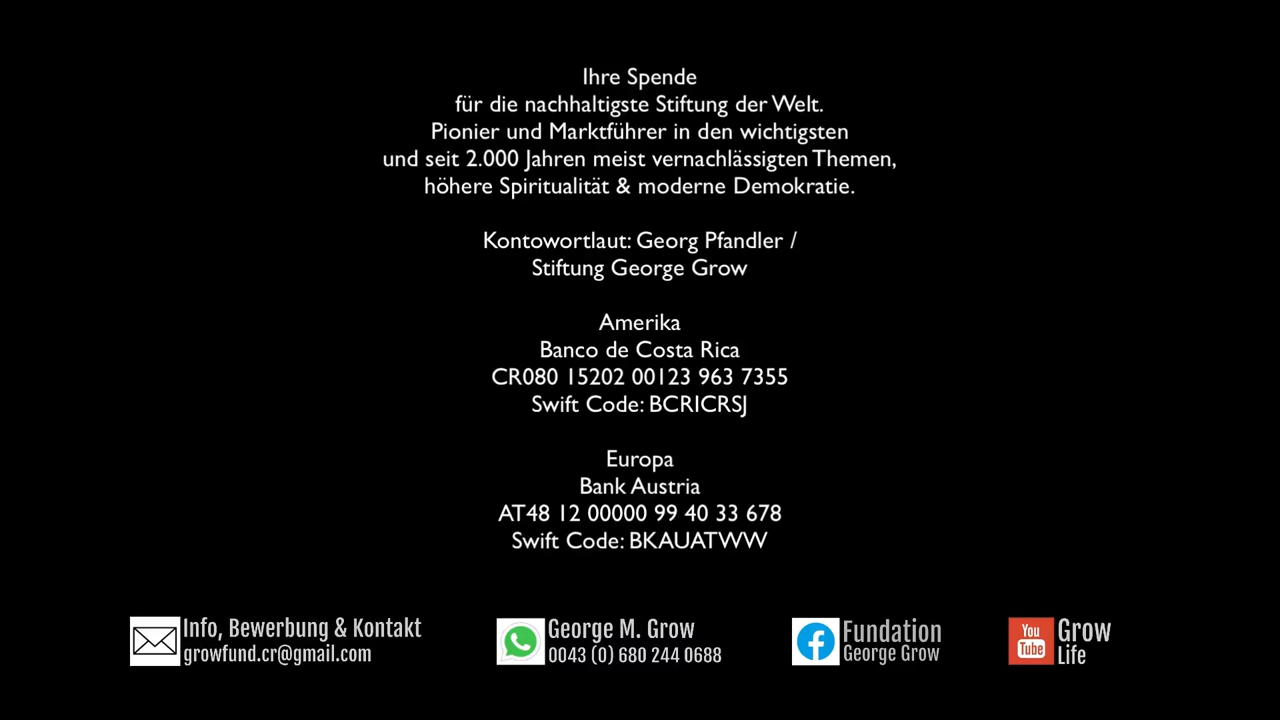 Ihre Spende
für die nachhaltigste Stiftung der Welt.
Pionier und Marktführer in den wichtigsten
und seit 2.000 Jahren meist vernachlässigten Themen,
höhere Spiritualität & moderne Demokratie.
Kontowortlaut: Georg Pfandler /
Stiftung George Grow
Amerika
Banco de Costa Rica
CR080 15202 00123 963 7355
Swift Code: BCRICRSJ
Europa
Bank Austria
AT48 12 00000 99 40 33 678
Swift Code: BKAUATWW
Info, Bewerbung & Kontakt
growfund.cr@gmail.com
George M. Grow
0043 (0) 680 244 0688
Fundation
George Grow
You
Tube
Grow
Life